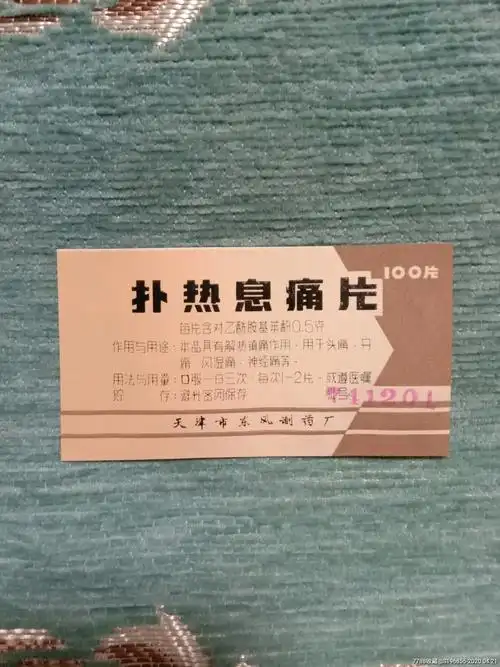 扑热息痛片
100片
每片含对乙酰胺基苯酚0.5克
作用与用途：本品具有解热镇痛作用．用于头痛．牙
痛．风湿痛．神经痛等．
用法与用量：口服一日三次．每次1-2片．或遵医嘱
贮　　存：避光密闭保存
批号 41201
天津市东风制药厂